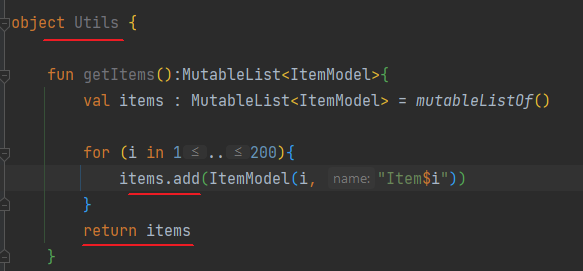 object Utils {
fun getItems():MutableList<ItemModel>{
val items : MutableList<ItemModel> = mutableListOf()
for (i in 1≤..≤200){
items.add(ItemModel(i, name:"Item$i"))
}
return items
}